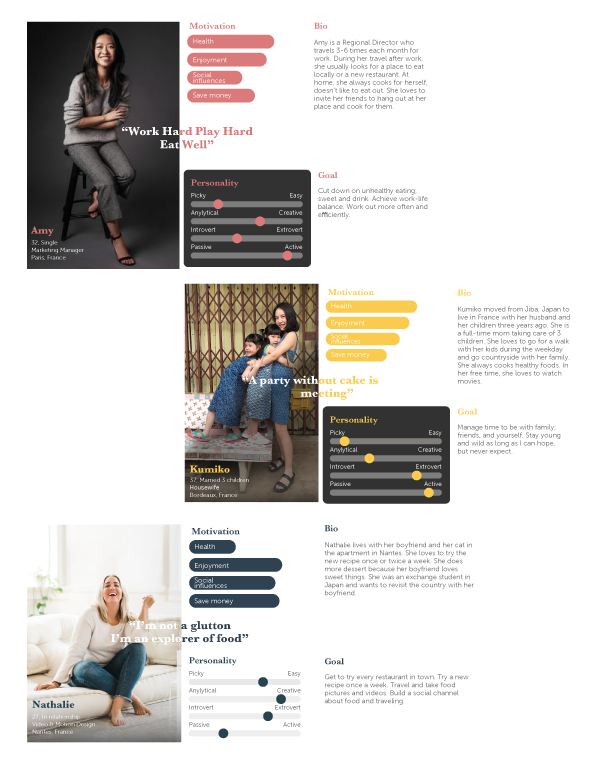 Motivation
Health
Enjoyment
Social
influences
Save money
Bio
Amy is a Regional Director who
travels 3-6 times each month for
work. During her travel after work,
she usually looks for a place to eat
locally or a new restaurant. At
home, she always cooks for herself,
doesn't like to eat out. She loves to
invite her friends to hang out at her
place and cook for them.
"Work Hard Play Hard
Eat Well"
Personality
Picky Easy
Anylytical Creative
Introvert Extrovert
Passive Active
Goal
Cut down on unhealthy eating,
sweet and drink. Achieve work-life
balance. Work out more often and
efficiently.
Amy
32, Single
Marketing Manager
Paris, France
Motivation
Health
Enjoyment
Social
influences
Save money
Bio
Kumiko moved from Jiba, Japan to
live in France with her husband and
her children three years ago. She is
a full-time mom taking care of 3
children. She loves to go for a walk
with her kids during the weekday
and go countryside with her family.
She always cooks healthy foods. In
her free time, she loves to watch
movies.
"A party without cake is
meeting"
Personality
Picky Easy
Anylytical Creative
Introvert Extrovert
Passive Active
Goal
Manage time to be with family,
friends, and yourself. Stay young
and wild as long as I can hope,
but never expect.
Kumiko
37, Married 3 children
Housewife
Bordeaux, France
Motivation
Health
Enjoyment
Social
influences
Save money
Bio
Nathalie lives with her boyfriend and her cat in
the apartment in Nantes. She loves to try the
new recipe once or twice a week. She does
more dessert because her boyfriend loves
sweet things. She was an exchange student in
Japan and wants to revisit the country with her
boyfriend.
"I'm not a glutton
I'm an explorer of food"
Personality
Picky Easy
Anylytical Creative
Introvert Extrovert
Passive Active
Goal
Get to try every restaurant in town. Try a new
recipe once a week. Travel and take food
pictures and videos. Build a social channel
about food and traveling.
Nathalie
27, In relationship
Video & Motion Design
Nantes, France